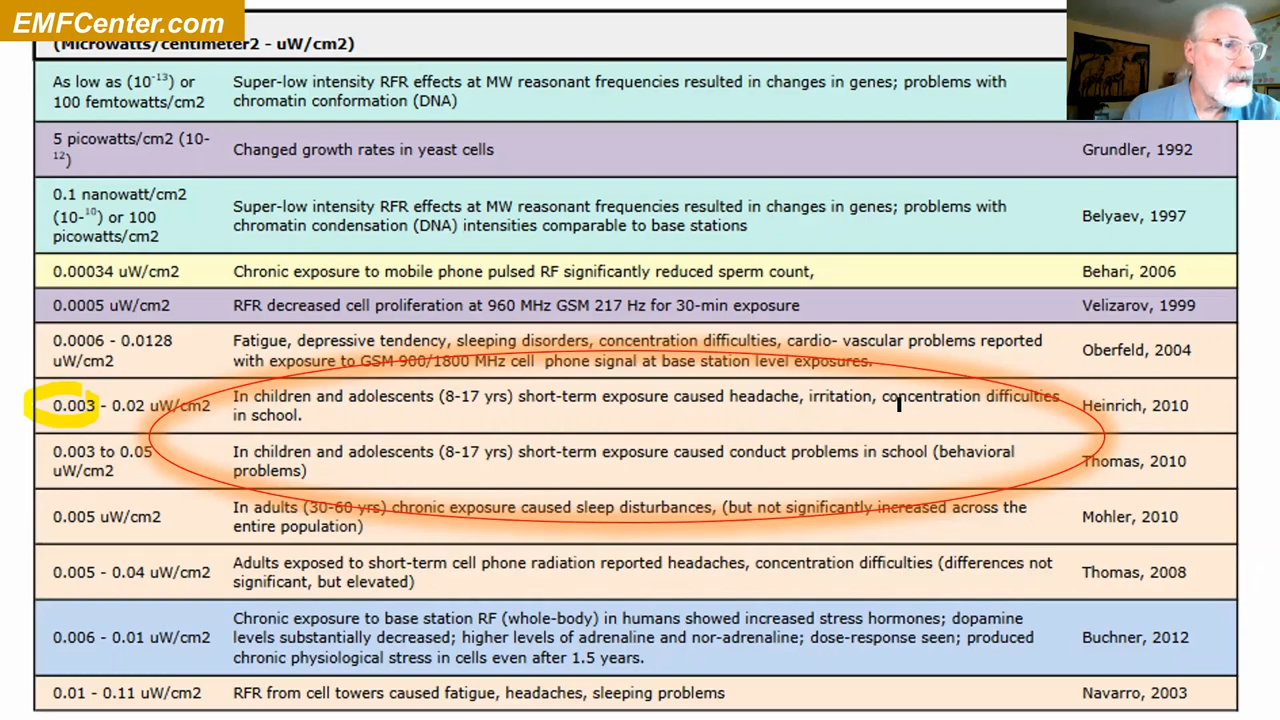 EMFCenter.com
(Microwatts/centimeter2 - uW/cm2)
As low as (10-13) or
100 femtowatts/cm2
Super-low intensity RFR effects at MW reasonant frequencies resulted in changes in genes; problems with
chromatin conformation (DNA)
5 picowatts/cm2 (10-
12)
Changed growth rates in yeast cells
Grundler, 1992
0.1 nanowatt/cm2
(10-10) or 100
picowatts/cm2
Super-low intensity RFR effects at MW reasonant frequencies resulted in changes in genes; problems with
chromatin condensation (DNA) intensities comparable to base stations
Belyaev, 1997
0.00034 uW/cm2
Chronic exposure to mobile phone pulsed RF significantly reduced sperm count,
Behari, 2006
0.0005 uW/cm2
RFR decreased cell proliferation at 960 MHz GSM 217 Hz for 30-min exposure
Velizarov, 1999
0.0006 - 0.0128
uW/cm2
Fatigue, depressive tendency, sleeping disorders, concentration difficulties, cardio- vascular problems reported
with exposure to GSM 900/1800 MHz cell phone signal at base station level exposures.
Oberfeld, 2004
0.003 - 0.02 uW/cm2
In children and adolescents (8-17 yrs) short-term exposure caused headache, irritation, concentration difficulties
in school.
Heinrich, 2010
0.003 to 0.05
uW/cm2
In children and adolescents (8-17 yrs) short-term exposure caused conduct problems in school (behavioral
problems)
Thomas, 2010
0.005 uW/cm2
In adults (30-60 yrs) chronic exposure caused sleep disturbances, (but not significantly increased across the
entire population)
Mohler, 2010
0.005 - 0.04 uW/cm2
Adults exposed to short-term cell phone radiation reported headaches, concentration difficulties (differences not
significant, but elevated)
Thomas, 2008
0.006 - 0.01 uW/cm2
Chronic exposure to base station RF (whole-body) in humans showed increased stress hormones; dopamine
levels substantially decreased; higher levels of adrenaline and nor-adrenaline; dose-response seen; produced
chronic physiological stress in cells even after 1.5 years.
Buchner, 2012
0.01 - 0.11 uW/cm2
RFR from cell towers caused fatigue, headaches, sleeping problems
Navarro, 2003